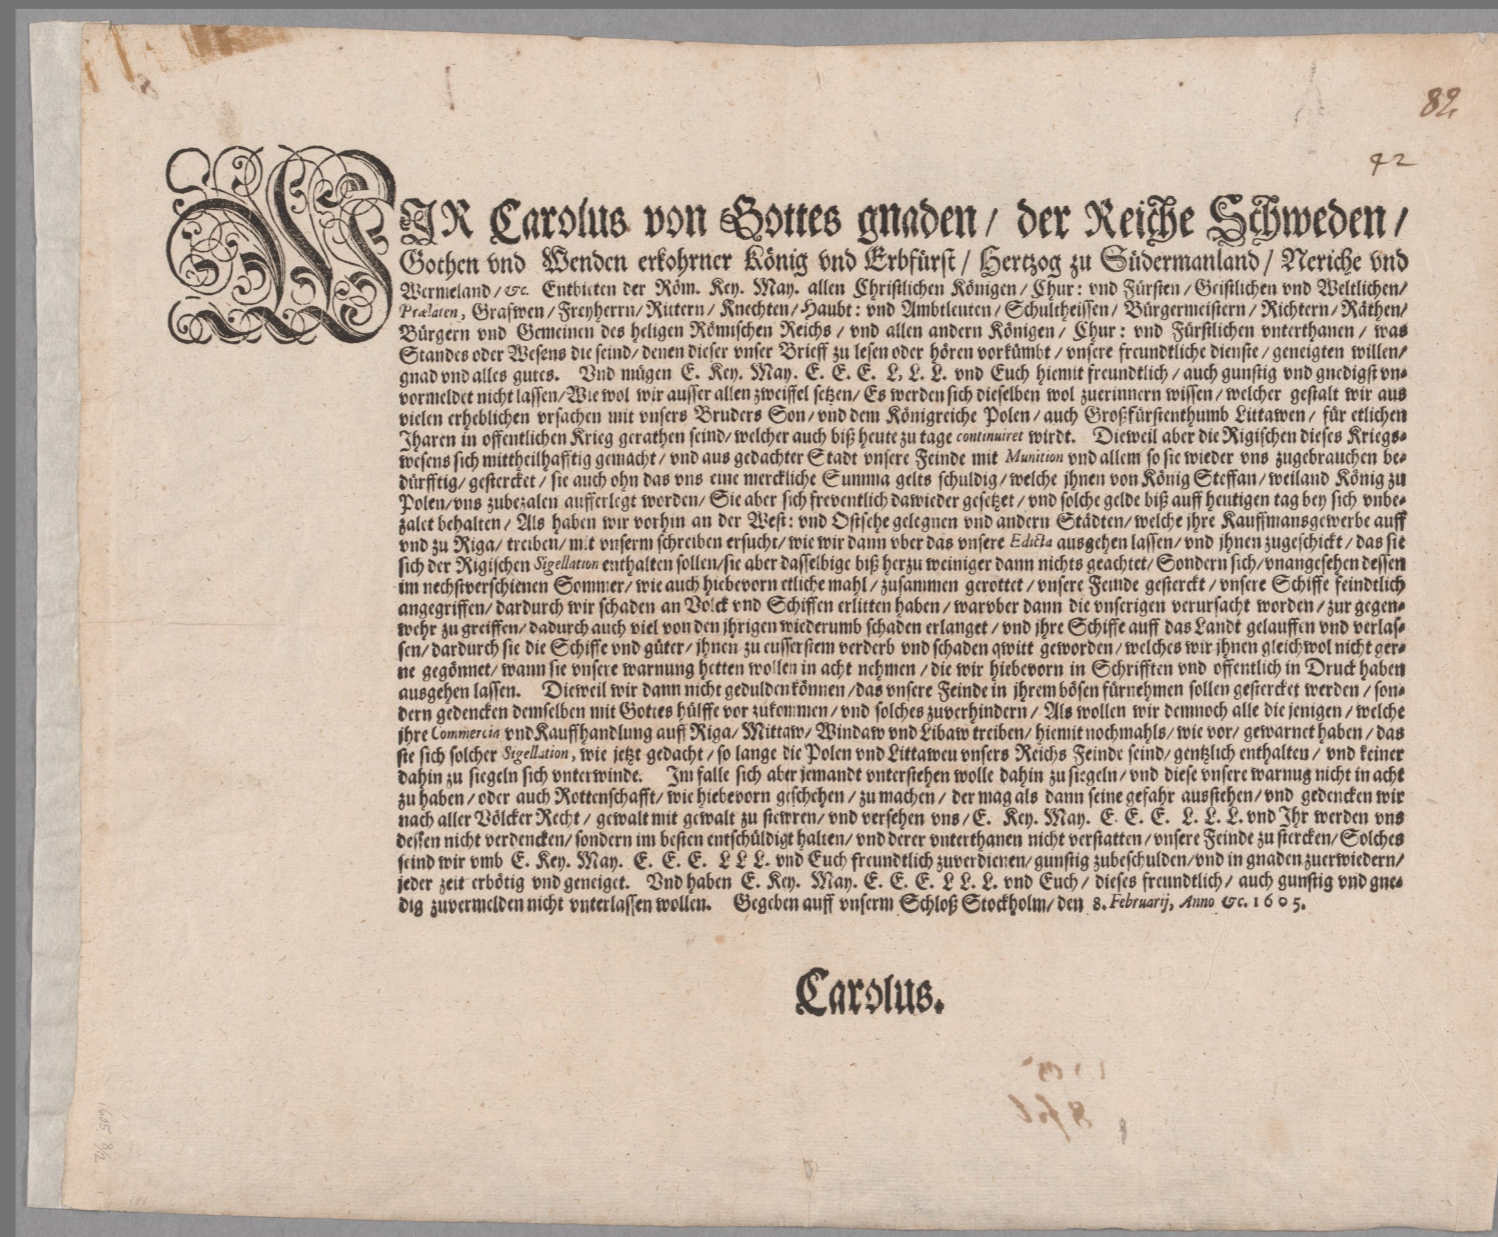 82
42
WIR Carolus von Gottes gnaden / der Reiche Schweden /
Gothen vnd Wenden erkohrner König vnd Erbfürst / Hertzog zu Südermanland / Neriche vnd
Wermeland / &c. Entbieten der Röm. Key. May. allen Christlichen Königen / Chur: vnd Fürsten / Geistlichen vnd Weltlichen /
Prælaten, Graffwen / Freyherrn / Rittern / Knechten / Haubt: vnd Ambtleuten / Schultheissen / Bürgermeistern / Richtern / Räthen /
Bürgern vnd Gemeinen des heligen Römischen Reichs / vnd allen andern Königen / Chur: vnd Fürstlichen vnterthanen / was
Standes oder Wesens die seind / denen dieser vnser Brieff zu lesen oder hören vorkümbt / vnsere freundtliche dienste / geneigten willen /
gnad vnd alles gutes. Vnd mügen E. Key. May. E. E. E. L, L. L. vnd Euch hiemit freundtlich / auch gunstig vnd gnedigst vn-
vormeldet nicht lassen / Wie wol wir ausser allen zweiffel setzen / Es werden sich dieselben wol zuerinnern wissen / welcher gestalt wir aus
vielen erheblichen vrsachen mit vnsers Bruders Son / vnd dem Königreiche Polen / auch Großfürstenthumb Littawen / für etlichen
Jharen in offentlichen Krieg gerathen seind / welcher auch biß heute zu tage continuiret wirdt. Dieweil aber die Rigischen dieses Kriegs-
wesens sich mittheilhafftig gemacht / vnd aus gedachter Stadt vnsere Feinde mit Munition vnd allem so sie wieder vns zugebrauchen be-
dürfftig / gestercket / sie auch ohn das vns eine merckliche Summa gelts schuldig / welche jhnen von König Steffan / weiland König zu
Polen / vns zubezalen aufferlegt worden / Sie aber sich freventlich dawieder gesetzet / vnd solche gelde biß auff heutigen tag bey sich vnbe-
zalet behalten / Als haben wir vorhin an der West: vnd Ostsehe gelegnen vnd andern Städten / welche jhre Kauffmansgewerbe auff
vnd zu Riga / treiben / mit vnserm schreiben ersucht / wie wir dann vber das vnsere Edicta ausgehen lassen / vnd jhnen zugeschickt / das sie
sich der Rigischen Sigellation enthalten sollen / sie aber dasselbige biß herzu weiniger dann nichts geachtet / Sondern sich / vnangesehen dessen
im nechstverschienen Sommer / wie auch hiebevorn etliche mahl / zusammen gerottet / vnsere Feinde gesterckt / vnsere Schiffe feindtlich
angegriffen / dardurch wir schaden an Volck vnd Schiffen erlitten haben / warvber dann die vnserigen verursacht worden / zur gegen-
wehr zu greiffen / dadurch auch viel von den jhrigen wiederumb schaden erlanget / vnd jhre Schiffe auff das Landt gelauffen vnd verlas-
sen / dardurch sie die Schiffe vnd güter / jhnen zu eusserstem verderb vnd schaden qwitt geworden / welches wir jhnen gleichwol nicht ger-
ne gegönnet / wann sie vnsere warnung hetten wollen in acht nehmen / die wir hiebevorn in Schrifften vnd offentlich in Druck haben
ausgehen lassen. Dieweil wir dann nicht gedulden können / das vnsere Feinde in jhrem bösen fürnehmen sollen gestercket werden / son-
dern gedencken demselben mit Gottes hülffe vor zukommen / vnd solches zuverhindern / Als wollen wir demnoch alle die jenigen / welche
jhre Commercia vnd Kauffhandlung auff Riga / Mittaw / Windaw vnd Libaw treiben / hiemit nochmahls / wie vor / gewarnet haben / das
sie sich solcher Sigellation, wie jetzt gedacht / so lange die Polen vnd Littawen vnsers Reichs Feinde seind / gentzlich enthalten / vnd keiner
dahin zu siegeln sich vnterwinde. Im falle sich aber jemandt vnterstehen wolle dahin zu siegeln / vnd diese vnsere warnug nicht in acht
zu haben / oder auch Rottenschafft / wie hiebevorn geschehen / zu machen / der mag als dann seine gefahr ausstehen / vnd gedencken wir
nach aller Völcker Recht / gewalt mit gewalt zu stewren / vnd versehen vns / E. Key. May. E. E. E. L. L. L. vnd Ihr werden vns
dessen nicht verdencken / sondern im besten entschüldigt halten / vnd derer vnterthanen nicht verstatten / vnsere Feinde zu stercken / Solches
seind wir vmb E. Key. May. E. E. E. L L L. vnd Euch freundtlich zuverdienen / gunstig zubeschulden / vnd in gnaden zuerwiedern /
jeder zeit erbötig vnd geneiget. Vnd haben E. Key. May. E. E. E. L L. L. vnd Euch / dieses freundtlich / auch gunstig vnd gne-
dig zuvermelden nicht vnterlassen wollen. Gegeben auff vnserm Schloß Stockholm / den 8. Februarij, Anno &c. 1605.
Carolus.
1605 8/2